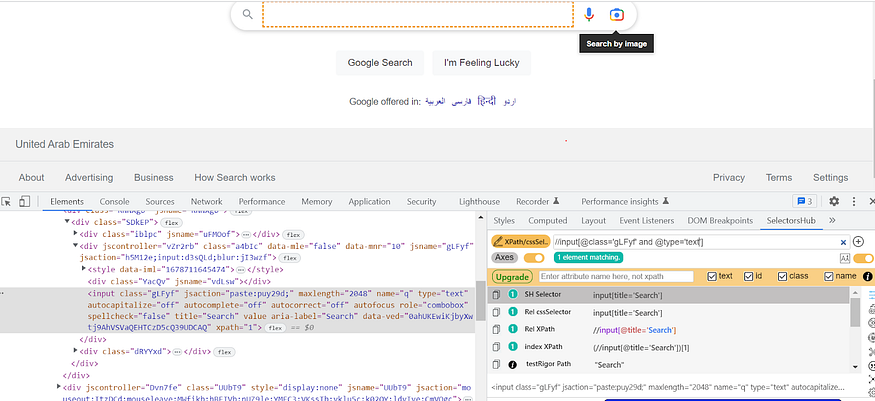 Search by image
Google Search
I'm Feeling Lucky
Google offered in: العربية فارسی हिन्दी اردو
United Arab Emirates
About Advertising Business How Search works Privacy Terms Settings
Elements Console Sources Network Performance Memory Application Security Lighthouse Recorder Performance insights 3
Styles Computed Layout Event Listeners DOM Breakpoints SelectorsHub
<div class="SDkEP"> flex
<div class="iblpc" jsname="uFMOof"> </div> flex
<div jscontroller="vZr2rb" class="a4bIc" data-mle="false" data-mnr="10" jsname="gLFyf"
jsaction="h5M12e;input:d3sQLd;blur:jI3wzf">
<style data-iml="1678711645474"> </style>
<div class="YacQv" jsname="vdLsw"></div>
<input class="gLFyf" jsaction="paste:puy29d;" maxlength="2048" name="q" type="text"
autocapitalize="off" autocomplete="off" autocorrect="off" autofocus role="combobox"
spellcheck="false" title="Search" value aria-label="Search" data-ved="0ahUKEwiKjbyXw
tj9AhVSVaQEHTCzD5cQ39UDCAQ" xpath="1"> flex == $0
</div>
<div class="dRYYxd"> </div> flex
</div>
</div>
<div jscontroller="Dvn7fe" class="UUbT9" style="display:none" jsname="UUbT9" jsaction="mo
XPath/cssSel.. //input[@class='gLFyf' and @type='text']
Axes 1 element matching.
Upgrade Enter attribute name here, not xpath text id class name
1 SH Selector input[title='Search']
1 Rel cssSelector input[title='Search']
1 Rel XPath //input[@title='Search']
1 index XPath (//input[@title='Search'])[1]
testRigor Path "Search"
<input class="gLFyf" jsaction="paste:puy29d;" maxlength="2048" name="q" type="text" autocapitalize...